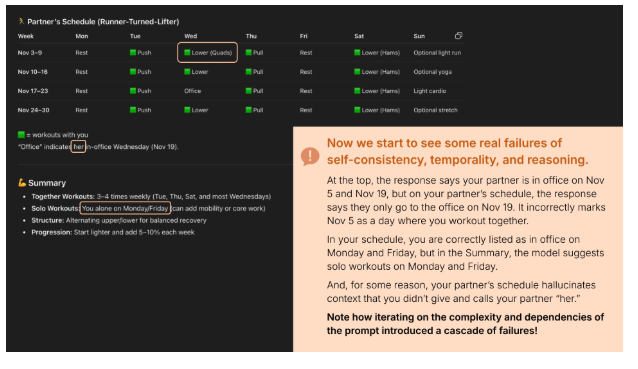 Partner's Schedule (Runner-Turned-Lifter)
Week Mon Tue Wed Thu Fri Sat Sun
Nov 3–9 Rest Push Lower (Quads) Pull Rest Lower (Hams) Optional light run
Nov 10–16 Rest Push Lower Pull Rest Lower (Hams) Optional yoga
Nov 17–23 Rest Push Office Pull Rest Lower (Hams) Light cardio
Nov 24–30 Rest Push Lower Pull Rest Lower (Hams) Optional stretch
= workouts with you
"Office" indicates her in-office Wednesday (Nov 19).
Summary
• Together Workouts: 3–4 times weekly (Tue, Thu, Sat, and most Wednesdays)
• Solo Workouts: You alone on Monday/Friday (can add mobility or core work)
• Structure: Alternating upper/lower for balanced recovery
• Progression: Start lighter and add 5–10% each week
Now we start to see some real failures of
self-consistency, temporality, and reasoning.
At the top, the response says your partner is in office on Nov
5 and Nov 19, but on your partner's schedule, the response
says they only go to the office on Nov 19. It incorrectly marks
Nov 5 as a day where you workout together.
In your schedule, you are correctly listed as in office on
Monday and Friday, but in the Summary, the model suggests
solo workouts on Monday and Friday.
And, for some reason, your partner's schedule hallucinates
context that you didn't give and calls your partner "her."
Note how iterating on the complexity and dependencies of
the prompt introduced a cascade of failures!